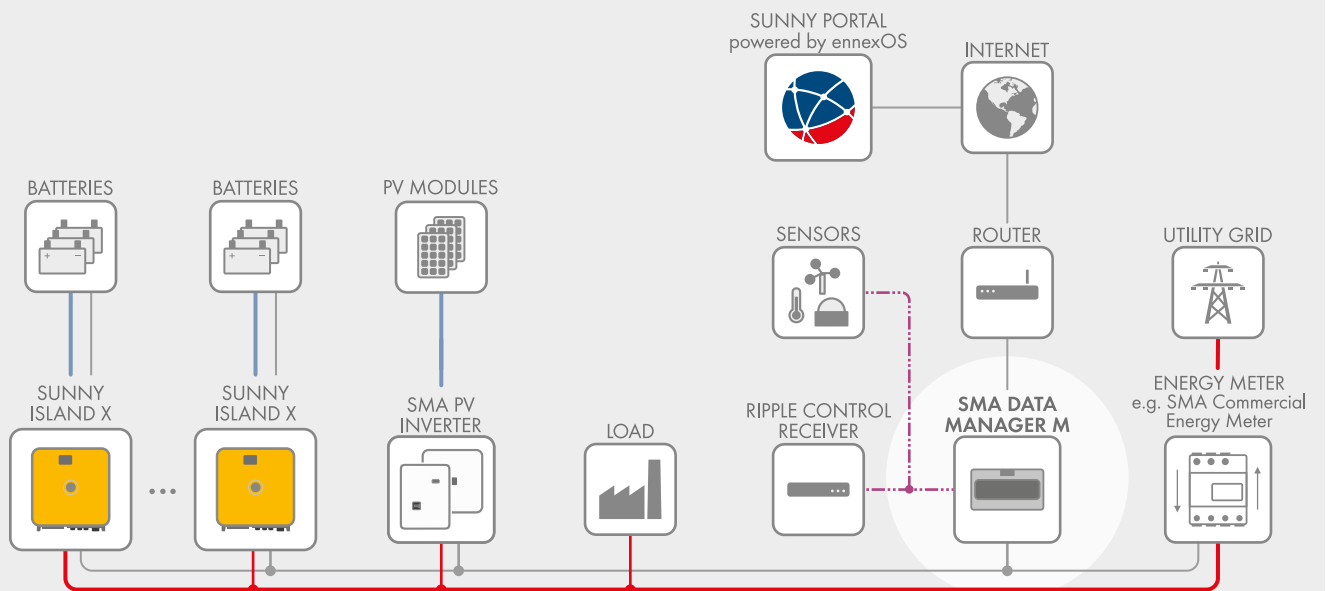 SUNNY PORTAL
powered by ennexOS
INTERNET
BATTERIES
BATTERIES
PV MODULES
SENSORS
ROUTER
UTILITY GRID
SUNNY
ISLAND X
SUNNY
ISLAND X
SMA PV
INVERTER
LOAD
RIPPLE CONTROL
RECEIVER
SMA DATA
MANAGER M
ENERGY METER
e.g. SMA Commercial
Energy Meter